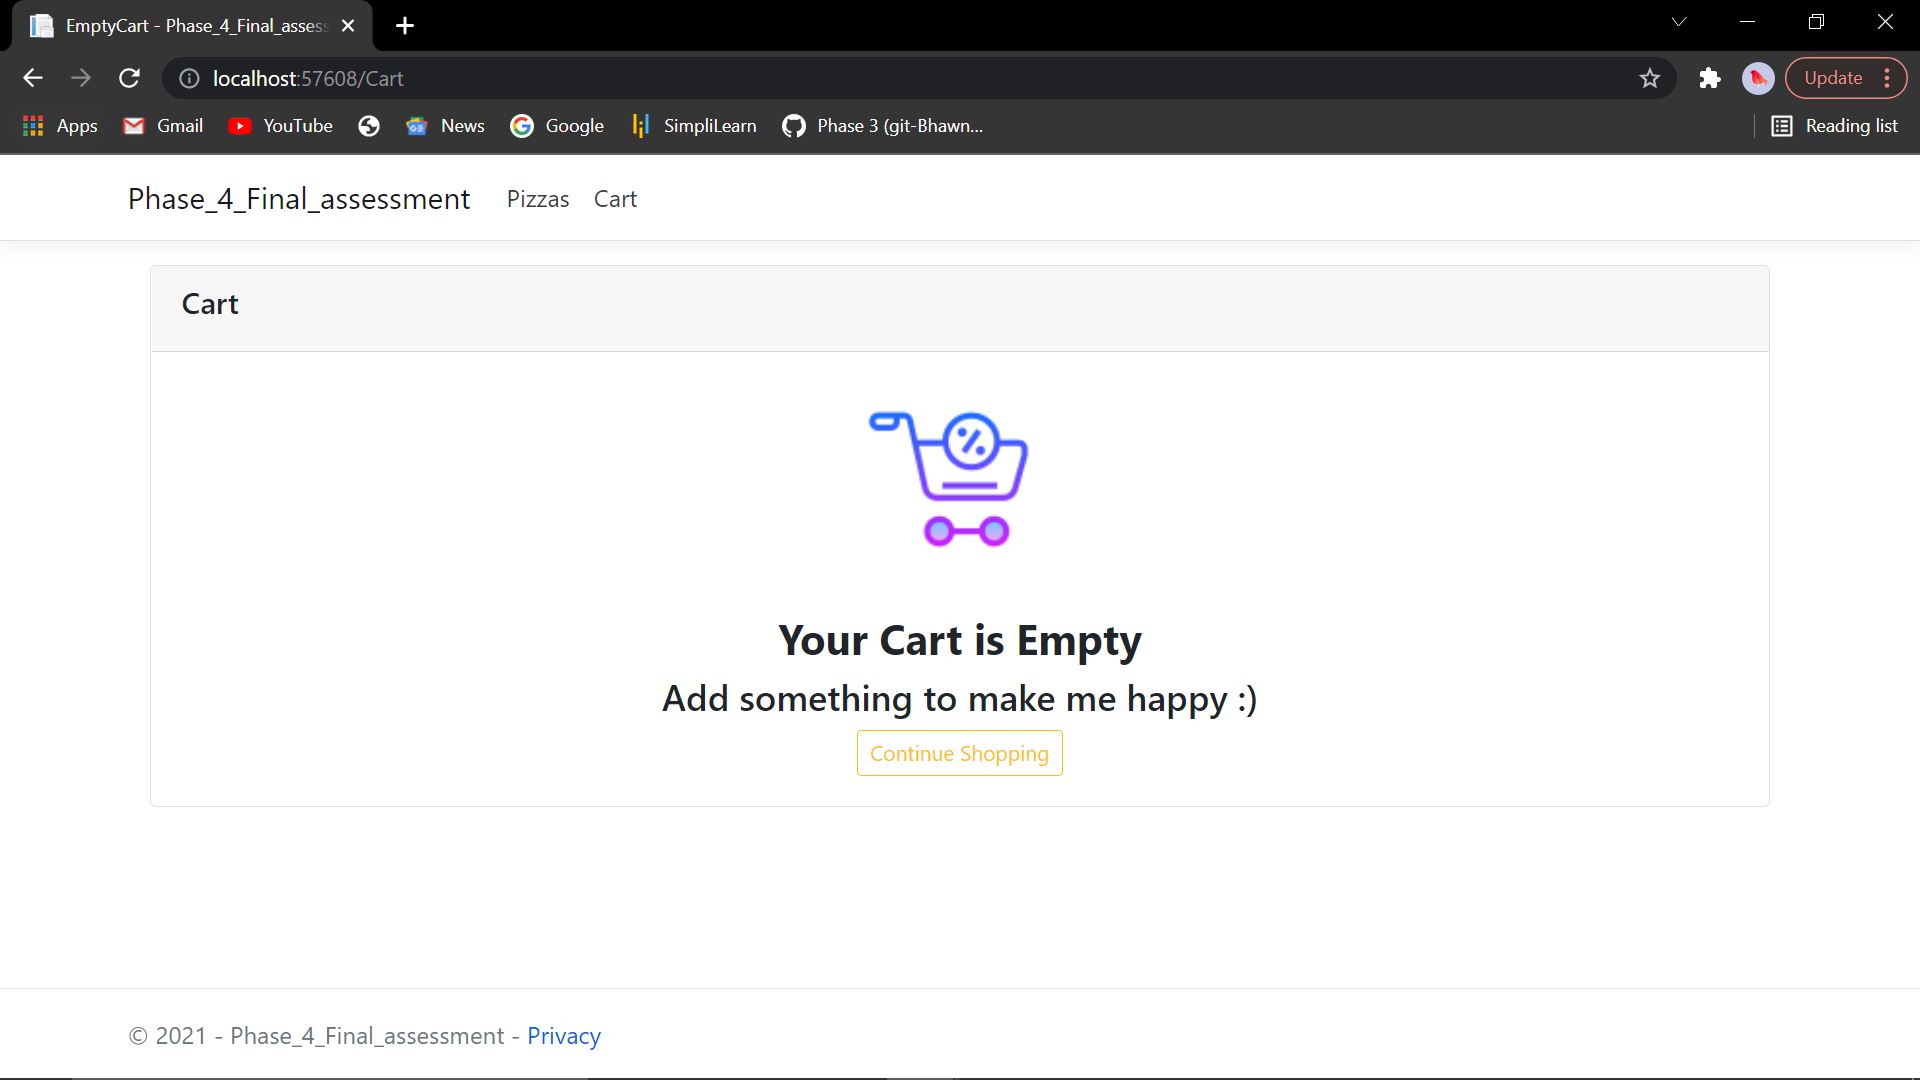 EmptyCart - Phase_4_Final_assess
localhost:57608/Cart
Update
Apps Gmail YouTube News Google SimpliLearn Phase 3 (git-Bhawn... Reading list
Phase_4_Final_assessment Pizzas Cart
Cart
%
Your Cart is Empty
Add something to make me happy :)
Continue Shopping
© 2021 - Phase_4_Final_assessment - Privacy